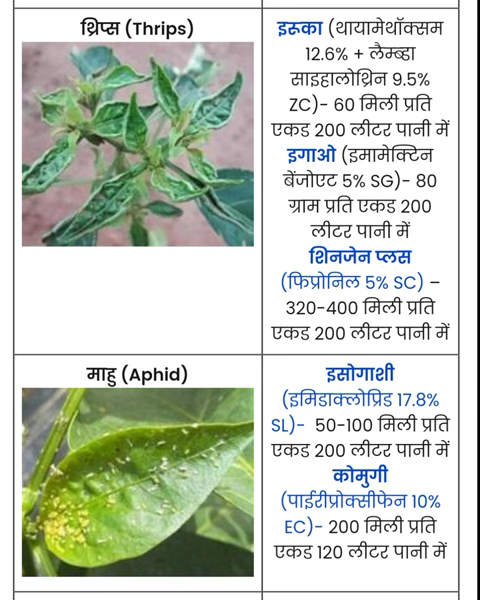 थ्रिप्स (Thrips)
इरूका (थायामेथॉक्सम
12.6% + लैम्ब्डा
साइहालोथ्रिन 9.5%
ZC)- 60 मिली प्रति
एकड 200 लीटर पानी में
इगाओ (इमामेक्टिन
बेंजोएट 5% SG)- 80
ग्राम प्रति एकड 200
लीटर पानी में
शिनजेन प्लस
(फिप्रोनिल 5% SC) –
320-400 मिली प्रति
एकड 200 लीटर पानी में
माहु (Aphid)
इसोगाशी
(इमिडाक्लोप्रिड 17.8%
SL)- 50-100 मिली प्रति
एकड 200 लीटर पानी में
कोमुगी
(पाईरीप्रोक्सीफेन 10%
EC)- 200 मिली प्रति
एकड 120 लीटर पानी में